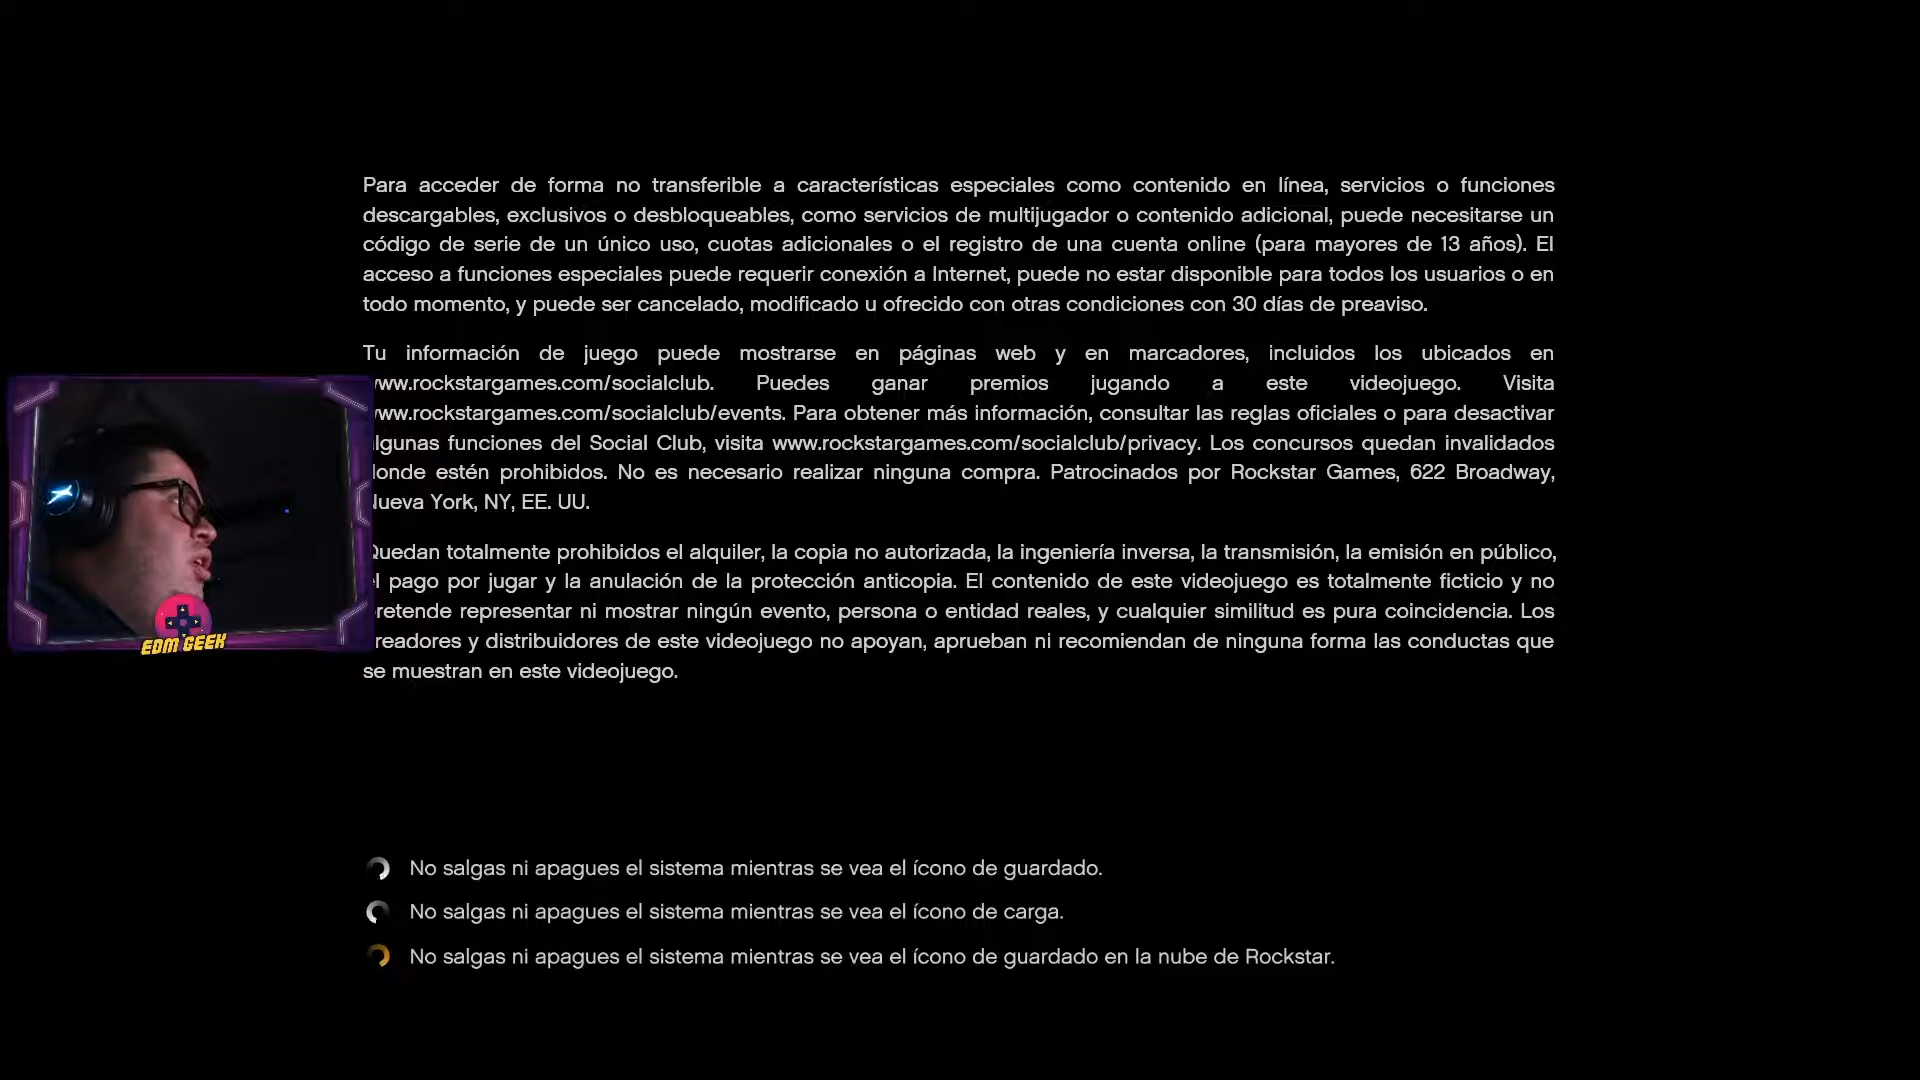 Para acceder de forma no transferible a características especiales como contenido en línea, servicios o funciones
descargables, exclusivos o desbloqueables, como servicios de multijugador o contenido adicional, puede necesitarse un
código de serie de un único uso, cuotas adicionales o el registro de una cuenta online (para mayores de 13 años). El
acceso a funciones especiales puede requerir conexión a Internet, puede no estar disponible para todos los usuarios o en
todo momento, y puede ser cancelado, modificado u ofrecido con otras condiciones con 30 días de preaviso.
Tu información de juego puede mostrarse en páginas web y en marcadores, incluidos los ubicados en
www.rockstargames.com/socialclub. Puedes ganar premios jugando a este videojuego. Visita
www.rockstargames.com/socialclub/events. Para obtener más información, consultar las reglas oficiales o para desactivar
lgunas funciones del Social Club, visita www.rockstargames.com/socialclub/privacy. Los concursos quedan invalidados
donde estén prohibidos. No es necesario realizar ninguna compra. Patrocinados por Rockstar Games, 622 Broadway,
Nueva York, NY, EE. UU.
Quedan totalmente prohibidos el alquiler, la copia no autorizada, la ingeniería inversa, la transmisión, la emisión en público,
el pago por jugar y la anulación de la protección anticopia. El contenido de este videojuego es totalmente ficticio y no
retende representar ni mostrar ningún evento, persona o entidad reales, y cualquier similitud es pura coincidencia. Los
readores y distribuidores de este videojuego no apoyan, aprueban ni recomiendan de ninguna forma las conductas que
se muestran en este videojuego.
EDM GEEK
No salgas ni apagues el sistema mientras se vea el ícono de guardado.
No salgas ni apagues el sistema mientras se vea el ícono de carga.
No salgas ni apagues el sistema mientras se vea el ícono de guardado en la nube de Rockstar.